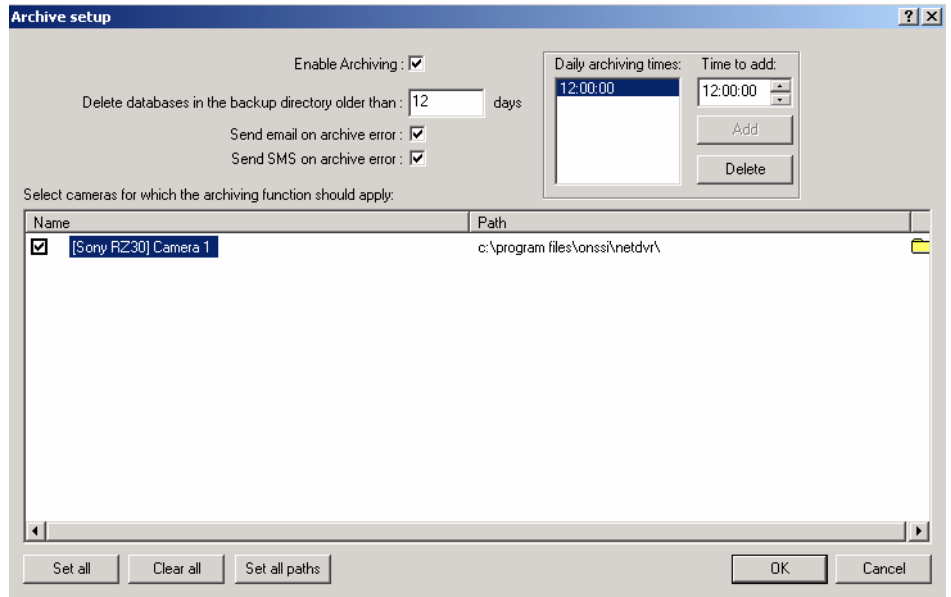 Archive setup
Enable Archiving :
Delete databases in the backup directory older than : 12 days
Send email on archive error :
Send SMS on archive error :
Daily archiving times:
12:00:00
Time to add:
12:00:00
Add
Delete
Select cameras for which the archiving function should apply:
Name Path
[Sony RZ30] Camera 1 c:\program files\onssi\netdvr\
Set all Clear all Set all paths OK Cancel